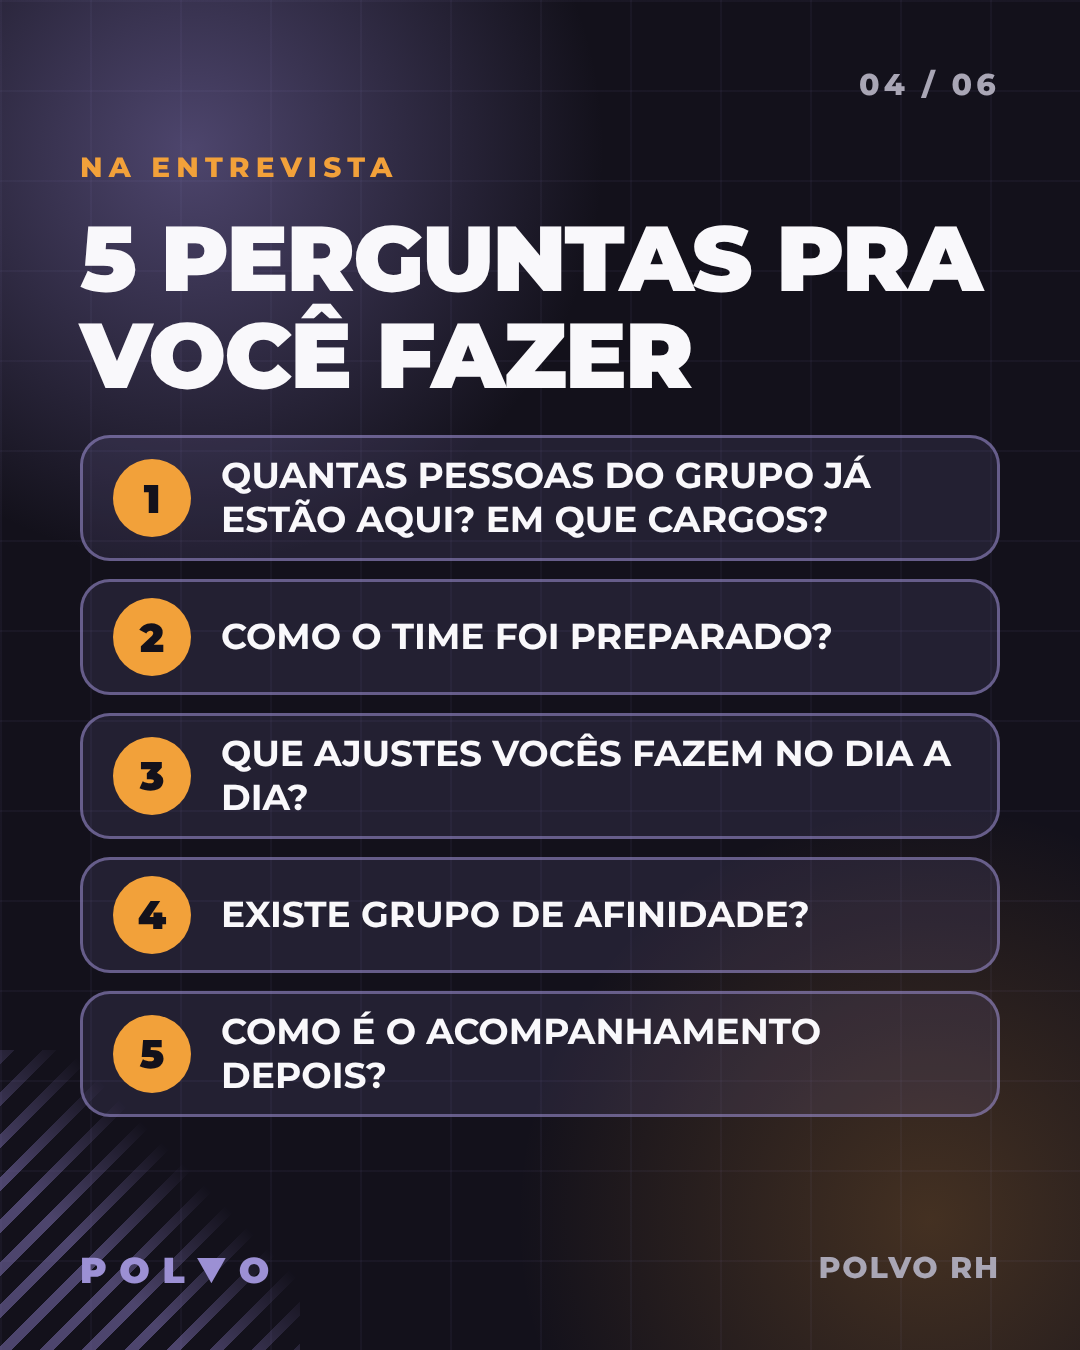 04 / 06
NA ENTREVISTA
5 PERGUNTAS PRA
VOCÊ FAZER
1
QUANTAS PESSOAS DO GRUPO JÁ
ESTÃO AQUI? EM QUE CARGOS?
2
COMO O TIME FOI PREPARADO?
3
QUE AJUSTES VOCÊS FAZEM NO DIA A
DIA?
4
EXISTE GRUPO DE AFINIDADE?
5
COMO É O ACOMPANHAMENTO
DEPOIS?
POLVO
POLVO RH